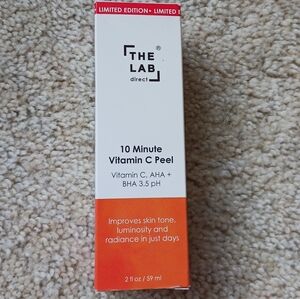 LIMITED EDITION • LIMITED E
THE ®
LAB
direct
10 Minute
Vitamin C Peel
Vitamin C, AHA +
BHA 3.5 pH
Improves skin tone,
luminosity and
radiance in just days
2 fl oz / 59 ml